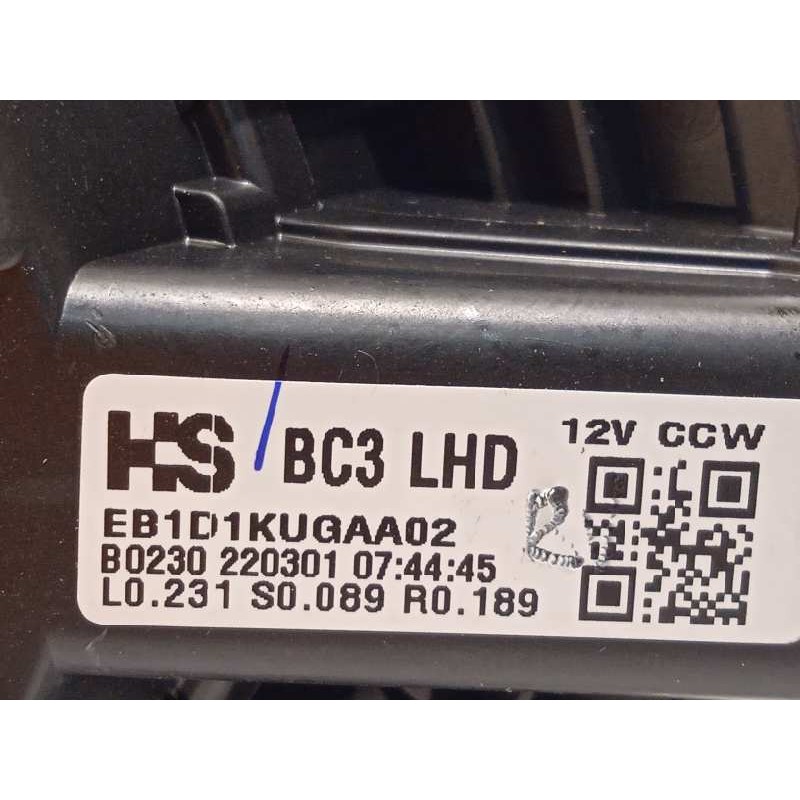 HS BC3 LHD 12V CCW
EB1D1KUGAA02
B0230 220301 07:44:45
L0.231 S0.089 R0.189